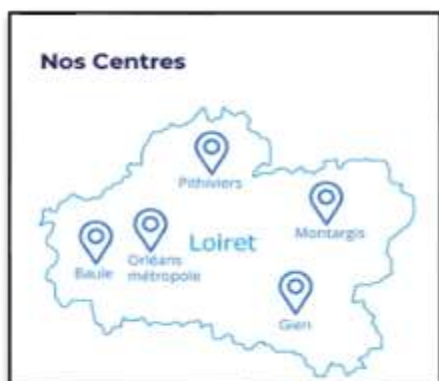 Nos Centres
Pithiviers
Montargis
Loiret
Baule
Orléans
métropole
Gien